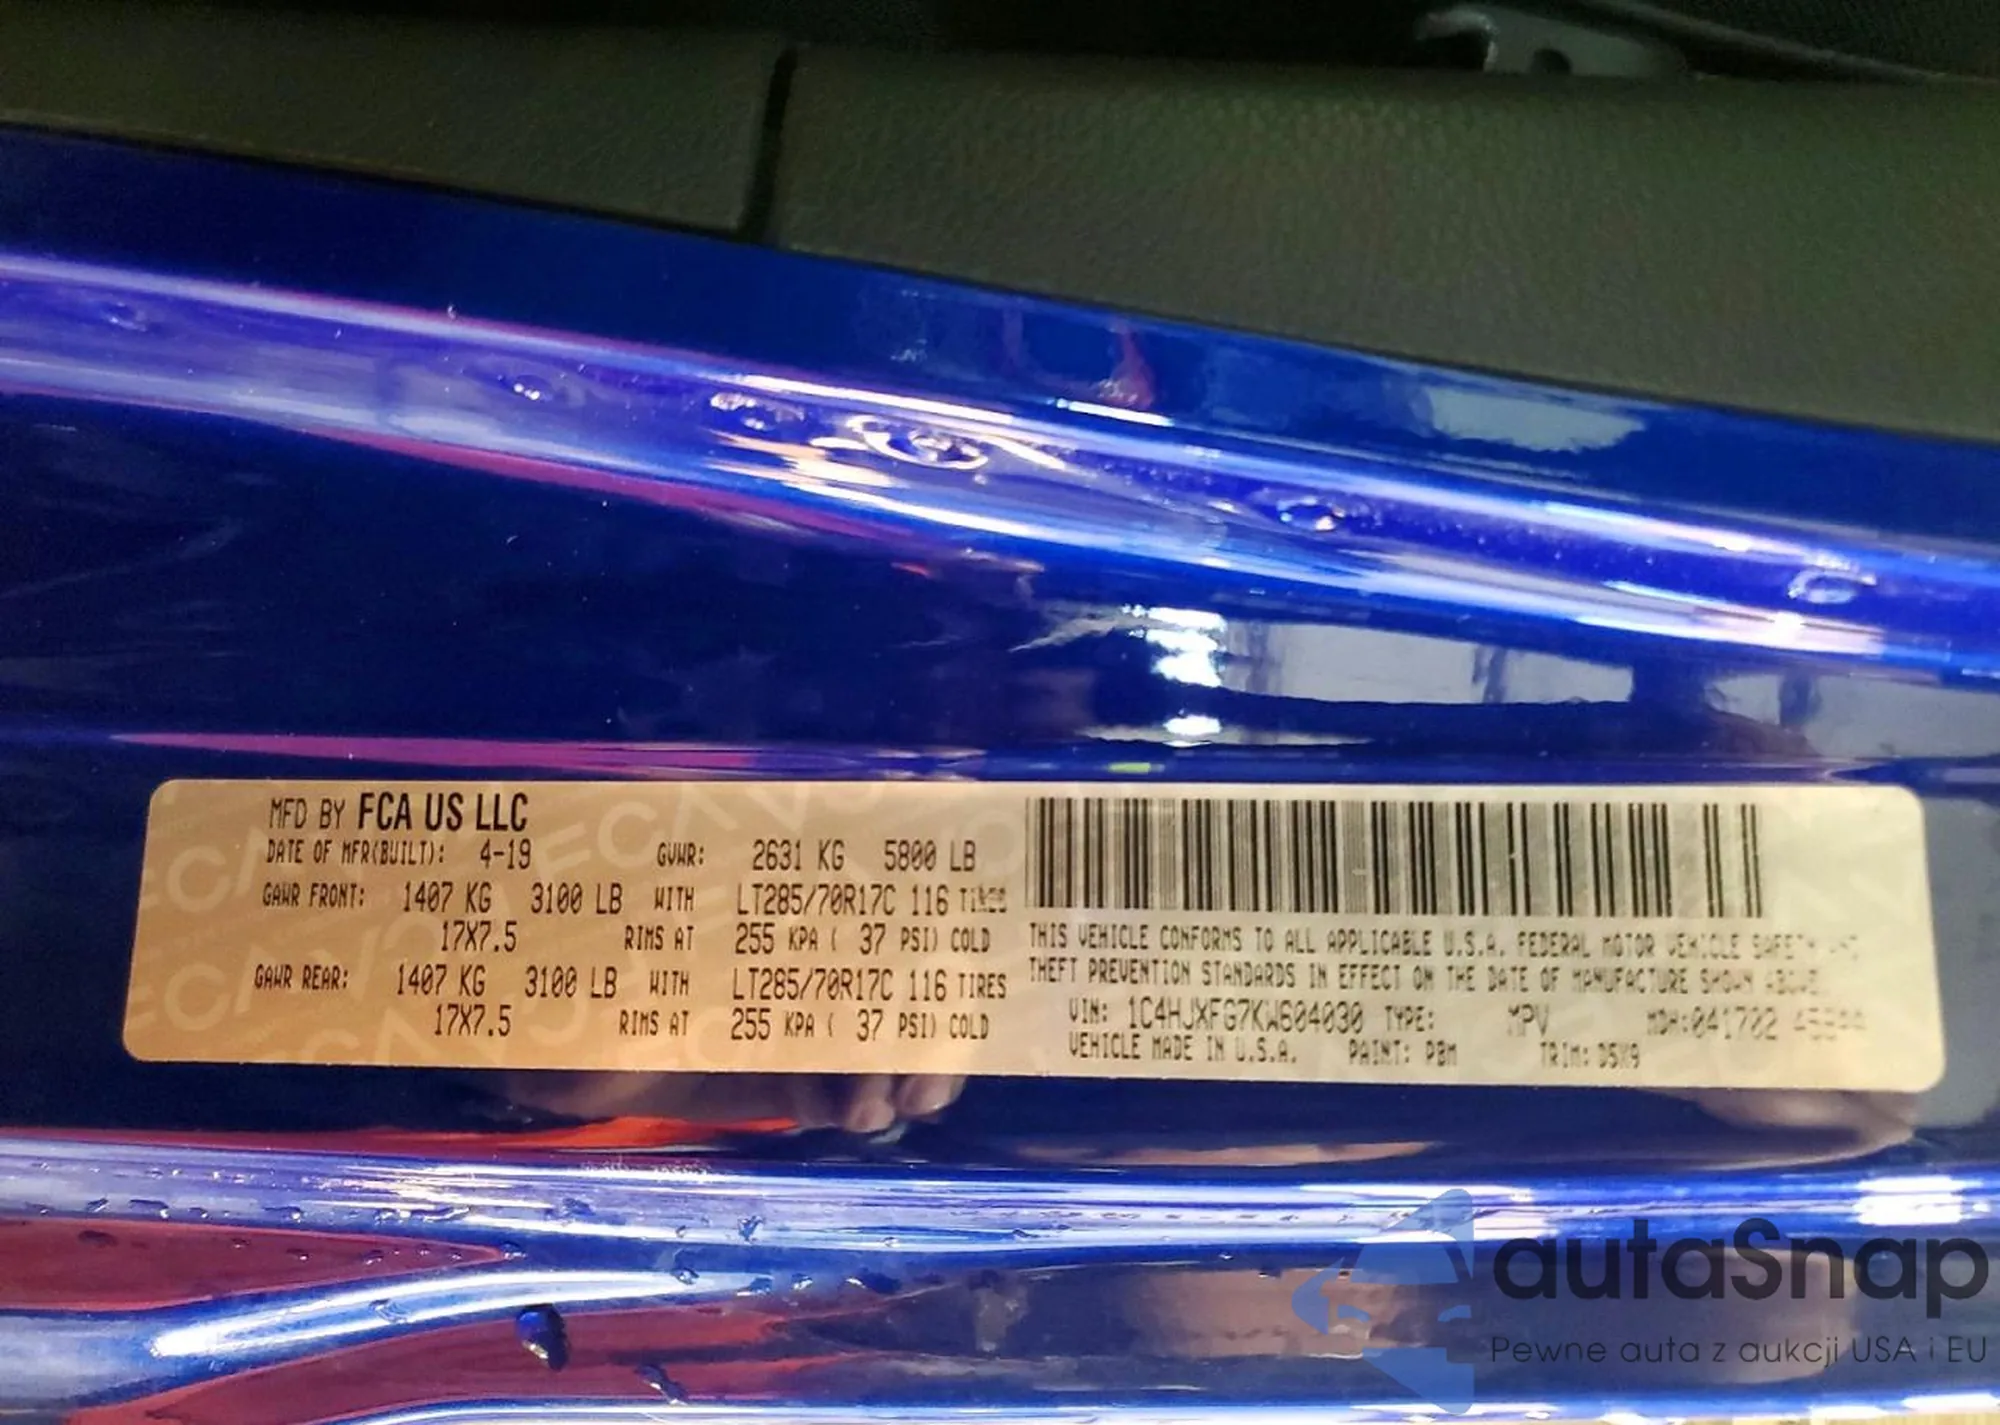 MFD BY FCA US LLC
DATE OF MFR(BUILT): 4-19 GVWR: 2631 KG 5800 LB
GAWR FRONT: 1407 KG 3100 LB WITH LT285/70R17C 116 TIRES
17X7.5 RIMS AT 255 KPA ( 37 PSI) COLD
GAWR REAR: 1407 KG 3100 LB WITH LT285/70R17C 116 TIRES
17X7.5 RIMS AT 255 KPA ( 37 PSI) COLD
THIS VEHICLE CONFORMS TO ALL APPLICABLE U.S.A. FEDERAL MOTOR VEHICLE SAFETY AND
THEFT PREVENTION STANDARDS IN EFFECT ON THE DATE OF MANUFACTURE SHOWN ABOVE.
VIN: 1C4HJXFG7KW604030 TYPE: MPV MDH:041702
VEHICLE MADE IN U.S.A. PAINT: PBM TRIM:
autaSnap
Pewne auta z aukcji USA i EU